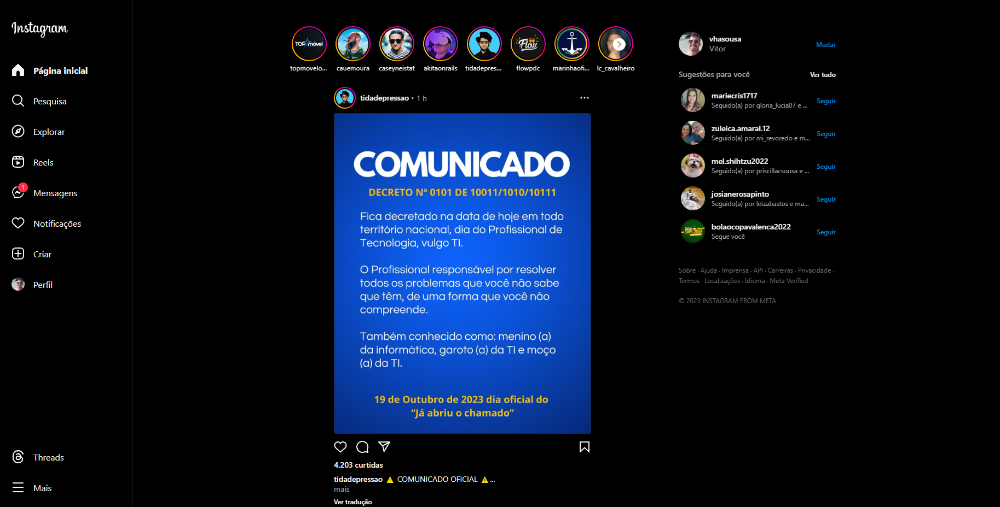 Instagram
Página inicial
Pesquisa
Explorar
Reels
1
Mensagens
Notificações
Criar
Perfil
Threads
Mais
TOP móvel
Flow
topmovelo...
cauemoura
caseyneistat
akitaonrails
tidadepres...
flowpdc
marinhaofi...
lc_cavalheiro
tidadepressao • 1 h
COMUNICADO
DECRETO Nº 0101 DE 10011/1010/10111
Fica decretado na data de hoje em todo
território nacional, dia do Profissional de
Tecnologia, vulgo TI.
O Profissional responsável por resolver
todos os problemas que você não sabe
que têm, de uma forma que você não
compreende.
Também conhecido como: menino (a)
da informática, garoto (a) da TI e moço
(a) da TI.
19 de Outubro de 2023 dia oficial do
“Já abriu o chamado”
4.203 curtidas
tidadepressao ⚠ COMUNICADO OFICIAL ⚠ ...
mais
Ver tradução
vhasousa
Vitor
Mudar
Sugestões para você
Ver tudo
mariecris1717
Seguido(a) por gloria_lucia07 e ...
Seguir
zuleica.amaral.12
Seguido(a) por mi_revoredo e m...
Seguir
mel.shihtzu2022
Seguido(a) por priscillacsousa e ...
Seguir
josianerosapinto
Seguido(a) por leizabastos e ma...
Seguir
BOLÃO DA
COPA 2022
bolaocopavalenca2022
Segue você
Seguir
Sobre · Ajuda · Imprensa · API · Carreiras · Privacidade ·
Termos · Localizações · Idioma · Meta Verified
© 2023 INSTAGRAM FROM META